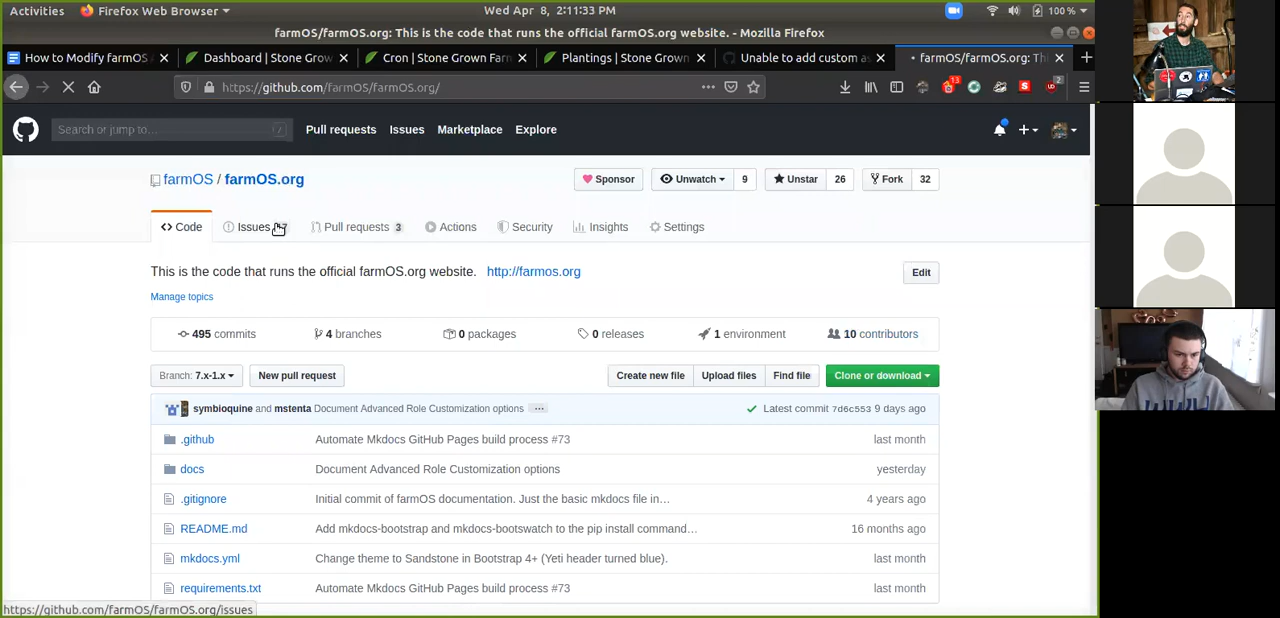 Activities Firefox Web Browser Wed Apr 8, 2:11:33 PM 100 %
farmOS/farmOS.org: This is the code that runs the official farmOS.org website. - Mozilla Firefox
How to Modify farmOS Dashboard | Stone Grow Cron | Stone Grown Far Plantings | Stone Grown Unable to add custom as farmOS/farmOS.org: Th
https://github.com/farmOS/farmOS.org/ 13 2
Search or jump to... / Pull requests Issues Marketplace Explore
farmOS / farmOS.org Sponsor Unwatch 9 Unstar 26 Fork 32
Code Issues Pull requests 3 Actions Security Insights Settings
This is the code that runs the official farmOS.org website. http://farmos.org Edit
Manage topics
495 commits 4 branches 0 packages 0 releases 1 environment 10 contributors
Branch: 7.x-1.x New pull request Create new file Upload files Find file Clone or download
symbioquine and mstenta Document Advanced Role Customization options ... Latest commit 7d6c553 9 days ago
.github Automate Mkdocs GitHub Pages build process #73 last month
docs Document Advanced Role Customization options yesterday
.gitignore Initial commit of farmOS documentation. Just the basic mkdocs file in... 4 years ago
README.md Add mkdocs-bootstrap and mkdocs-bootswatch to the pip install command... 16 months ago
mkdocs.yml Change theme to Sandstone in Bootstrap 4+ (Yeti header turned blue). last month
requirements.txt Automate Mkdocs GitHub Pages build process #73 last month
https://github.com/farmOS/farmOS.org/issues